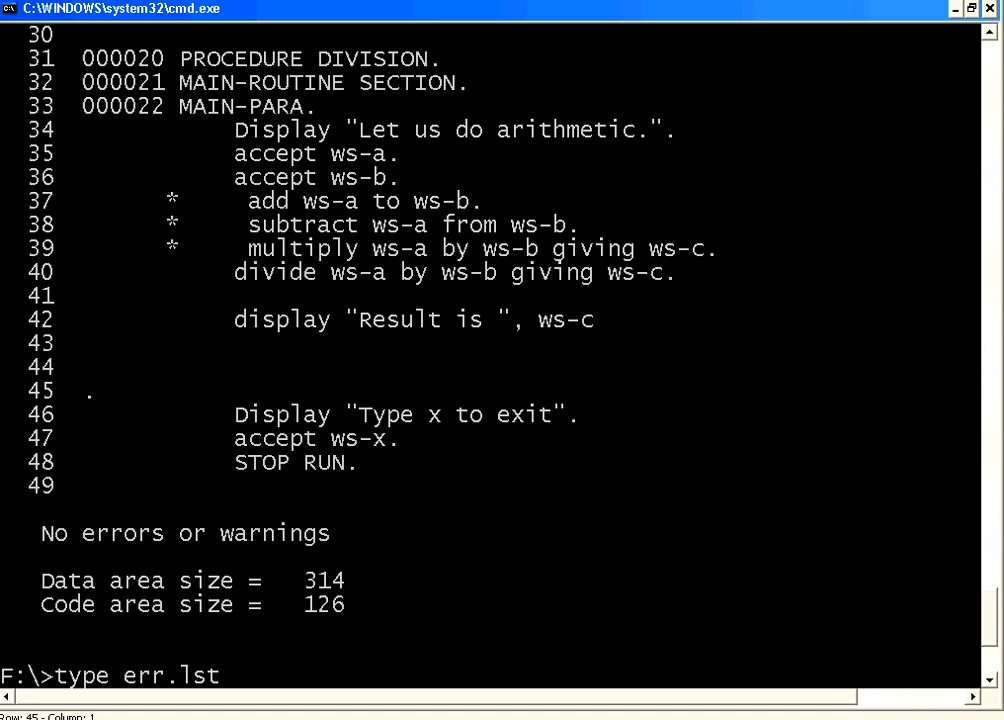 C:\WINDOWS\system32\cmd.exe
30
31 000020 PROCEDURE DIVISION.
32 000021 MAIN-ROUTINE SECTION.
33 000022 MAIN-PARA.
34 Display "Let us do arithmetic.".
35 accept ws-a.
36 accept ws-b.
37 * add ws-a to ws-b.
38 * subtract ws-a from ws-b.
39 * multiply ws-a by ws-b giving ws-c.
40 divide ws-a by ws-b giving ws-c.
41
42 display "Result is ", ws-c
43
44
45 .
46 Display "Type x to exit".
47 accept ws-x.
48 STOP RUN.
49
No errors or warnings
Data area size = 314
Code area size = 126
F:\>type err.lst
Row: 45 - Column: 1